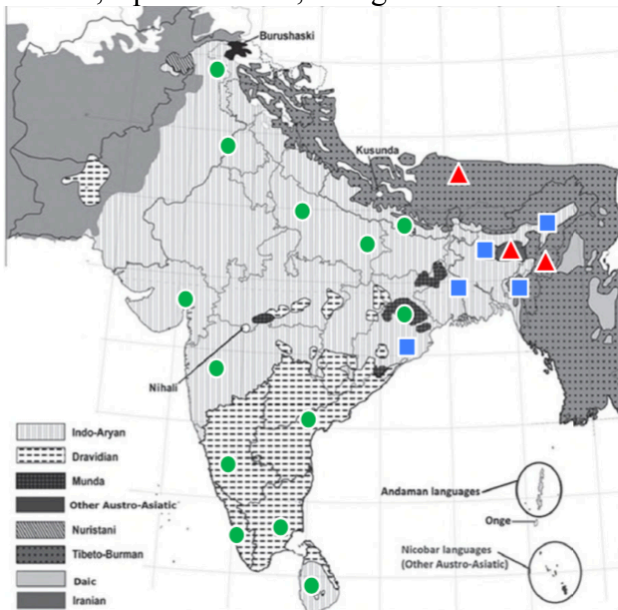 Burushaski
Kusunda
Nihali
Indo-Aryan
Dravidian
Munda
Other Austro-Asiatic
Nuristani
Tibeto-Burman
Daic
Iranian
Andaman languages
Onge
Nicobar languages
(Other Austro-Asiatic)